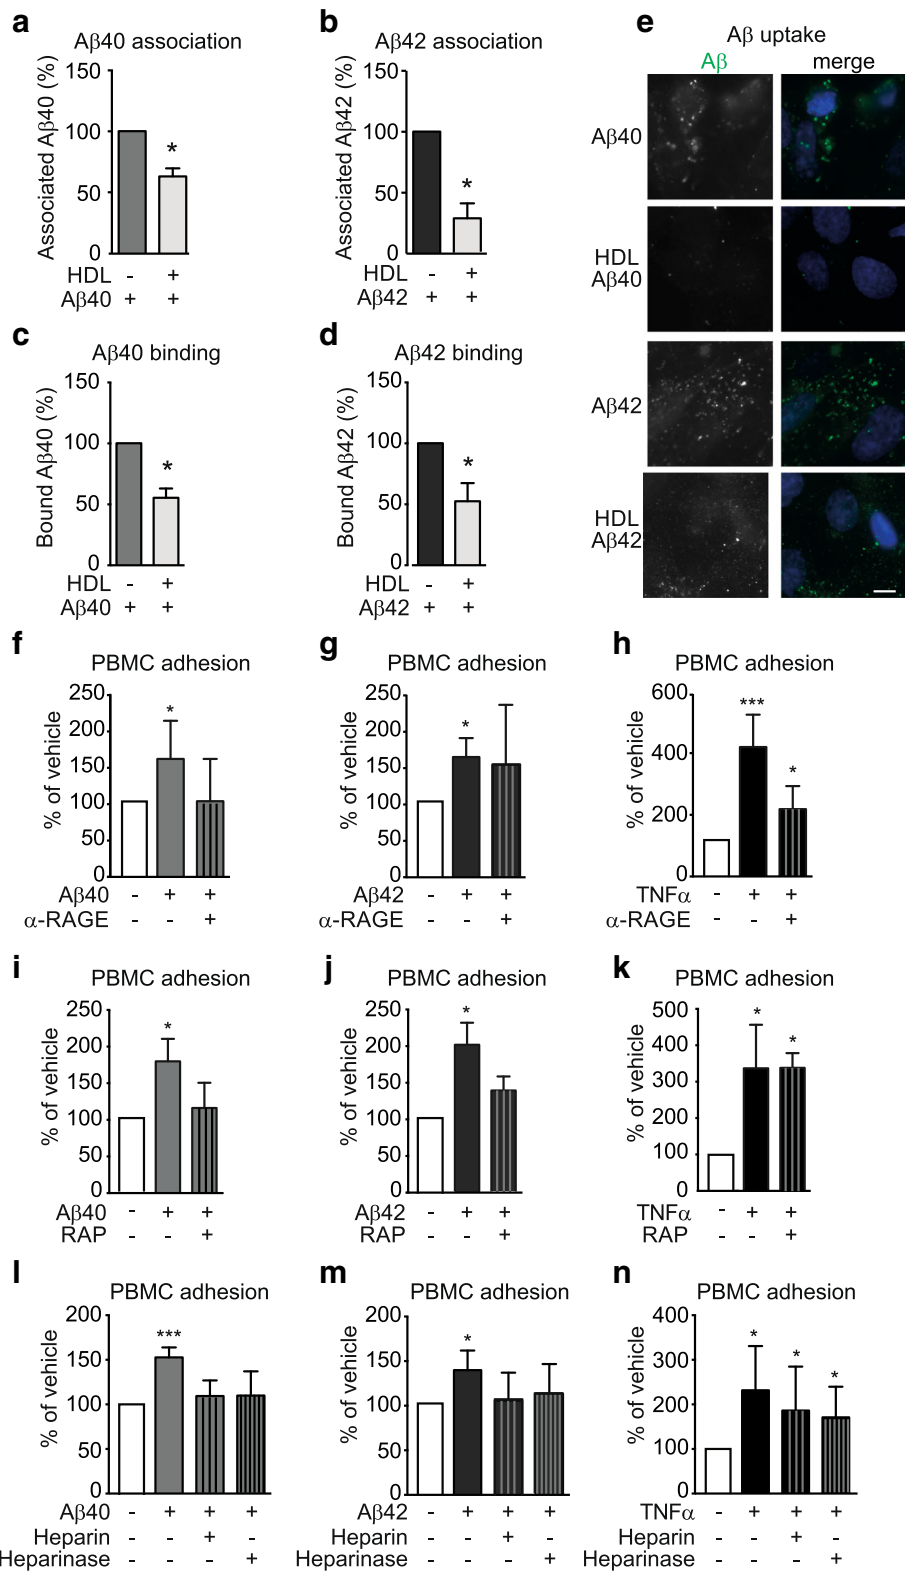 a
Aβ40 association
Associated Aβ40 (%)
150
100
50
0
*
HDL - +
Aβ40 + +
b
Aβ42 association
Associated Aβ42 (%)
150
100
50
0
*
HDL - +
Aβ42 + +
c
Aβ40 binding
Bound Aβ40 (%)
150
100
50
0
*
HDL - +
Aβ40 + +
d
Aβ42 binding
Bound Aβ42 (%)
150
100
50
0
*
HDL - +
Aβ42 + +
e
Aβ uptake
Aβ merge
Aβ40
HDL
Aβ40
Aβ42
HDL
Aβ42
f
PBMC adhesion
% of vehicle
250
200
150
100
50
0
*
Aβ40 - + +
α-RAGE - - +
g
PBMC adhesion
% of vehicle
250
200
150
100
50
0
*
Aβ42 - + +
α-RAGE - - +
h
PBMC adhesion
% of vehicle
600
400
200
0
*** *
TNFα - + +
α-RAGE - - +
i
PBMC adhesion
% of vehicle
250
200
150
100
50
0
*
Aβ40 - + +
RAP - - +
j
PBMC adhesion
% of vehicle
250
200
150
100
50
0
*
Aβ42 - + +
RAP - - +
k
PBMC adhesion
% of vehicle
500
400
300
200
100
0
* *
TNFα - + +
RAP - - +
l
PBMC adhesion
% of vehicle
200
150
100
50
0
***
Aβ40 - + + +
Heparin - - + -
Heparinase - - - +
m
PBMC adhesion
% of vehicle
200
150
100
50
0
*
Aβ42 - + + +
Heparin - - + -
Heparinase - - - +
n
PBMC adhesion
% of vehicle
400
300
200
100
0
* * *
TNFα - + + +
Heparin - - + -
Heparinase - - - +